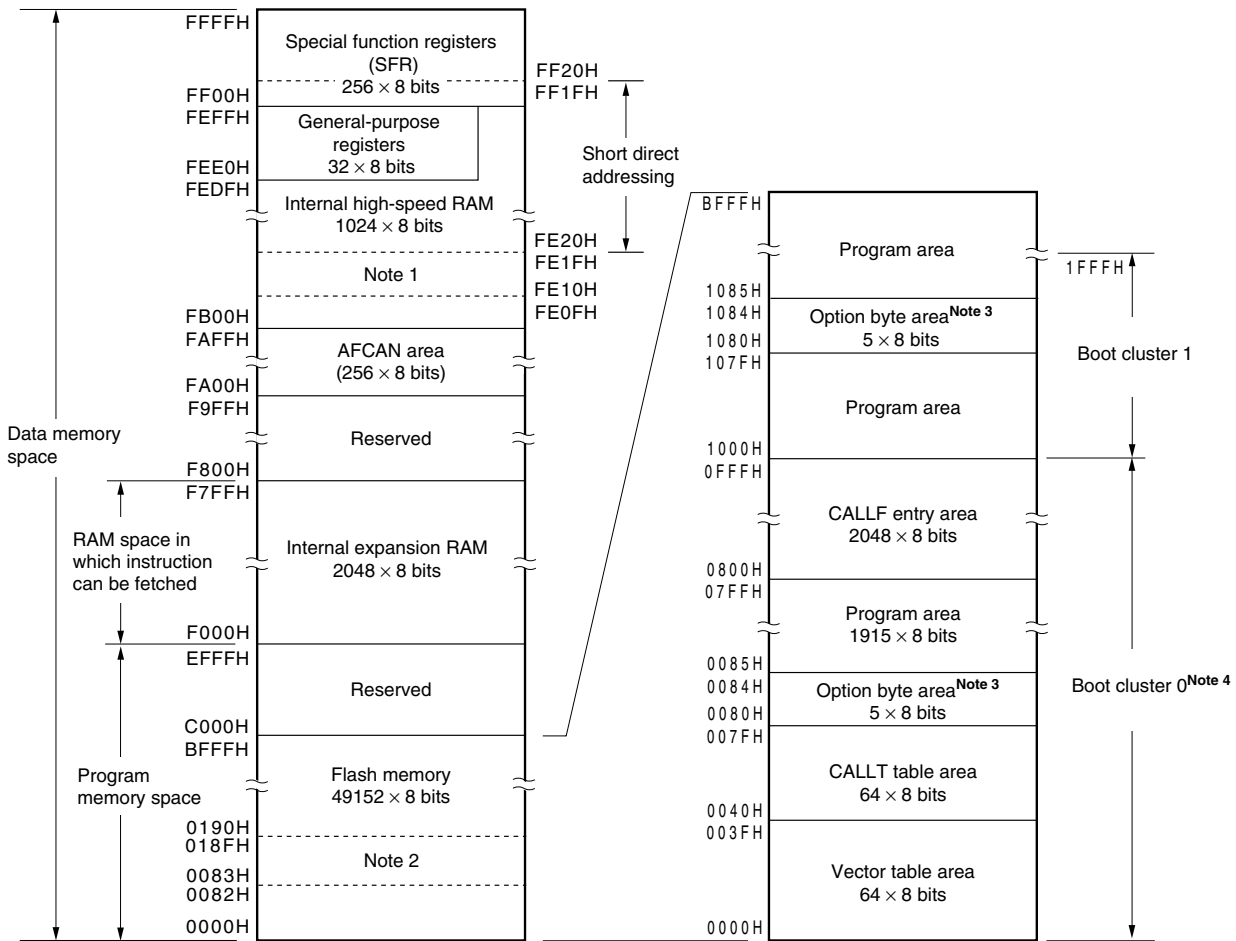 FFFFH
Special function registers
(SFR)
256 × 8 bits
FF20H
FF1FH
FF00H
FEFFH
General-purpose
registers
32 × 8 bits
Short direct
addressing
FEE0H
FEDFH
Internal high-speed RAM
1024 × 8 bits
FE20H
FE1FH
Note 1
FE10H
FE0FH
FB00H
FAFFH
AFCAN area
(256 × 8 bits)
FA00H
F9FFH
Reserved
Data memory
space
F800H
F7FFH
RAM space in
which instruction
can be fetched
Internal expansion RAM
2048 × 8 bits
F000H
EFFFH
Reserved
C000H
BFFFH
Program
memory space
Flash memory
49152 × 8 bits
0190H
018FH
Note 2
0083H
0082H
0000H
BFFFH
Program area
1FFFH
1085H
1084H
Option byte area Note 3
5 × 8 bits
1080H
107FH
Boot cluster 1
Program area
1000H
0FFFH
CALLF entry area
2048 × 8 bits
0800H
07FFH
Program area
1915 × 8 bits
0085H
0084H
Option byte area Note 3
5 × 8 bits
Boot cluster 0 Note 4
0080H
007FH
CALLT table area
64 × 8 bits
0040H
003FH
Vector table area
64 × 8 bits
0000H